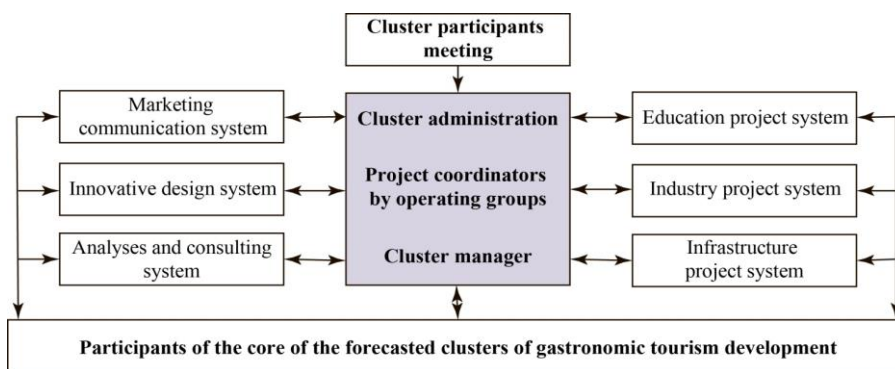 Cluster participants
meeting
Marketing
communication system
Innovative design system
Analyses and consulting
system
Cluster administration
Project coordinators
by operating groups
Cluster manager
Education project system
Industry project system
Infrastructure
project system
Participants of the core of the forecasted clusters of gastronomic tourism development